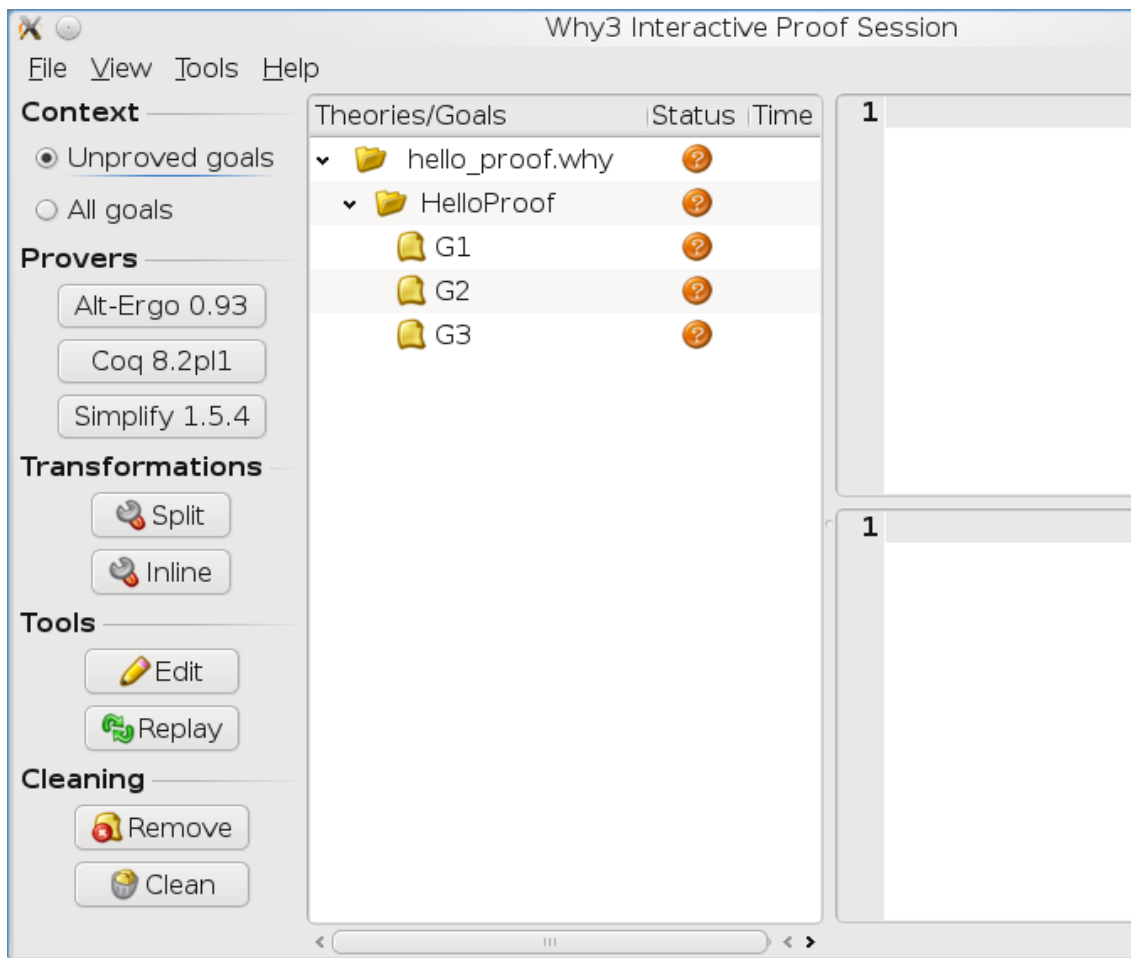 Why3 Interactive Proof Session
File View Tools Help
Context
Unproved goals
All goals
Provers
Alt-Ergo 0.93
Coq 8.2pl1
Simplify 1.5.4
Transformations
Split
Inline
Tools
Edit
Replay
Cleaning
Remove
Clean
Theories/Goals Status Time
hello_proof.why ?
HelloProof ?
G1 ?
G2 ?
G3 ?
1
1